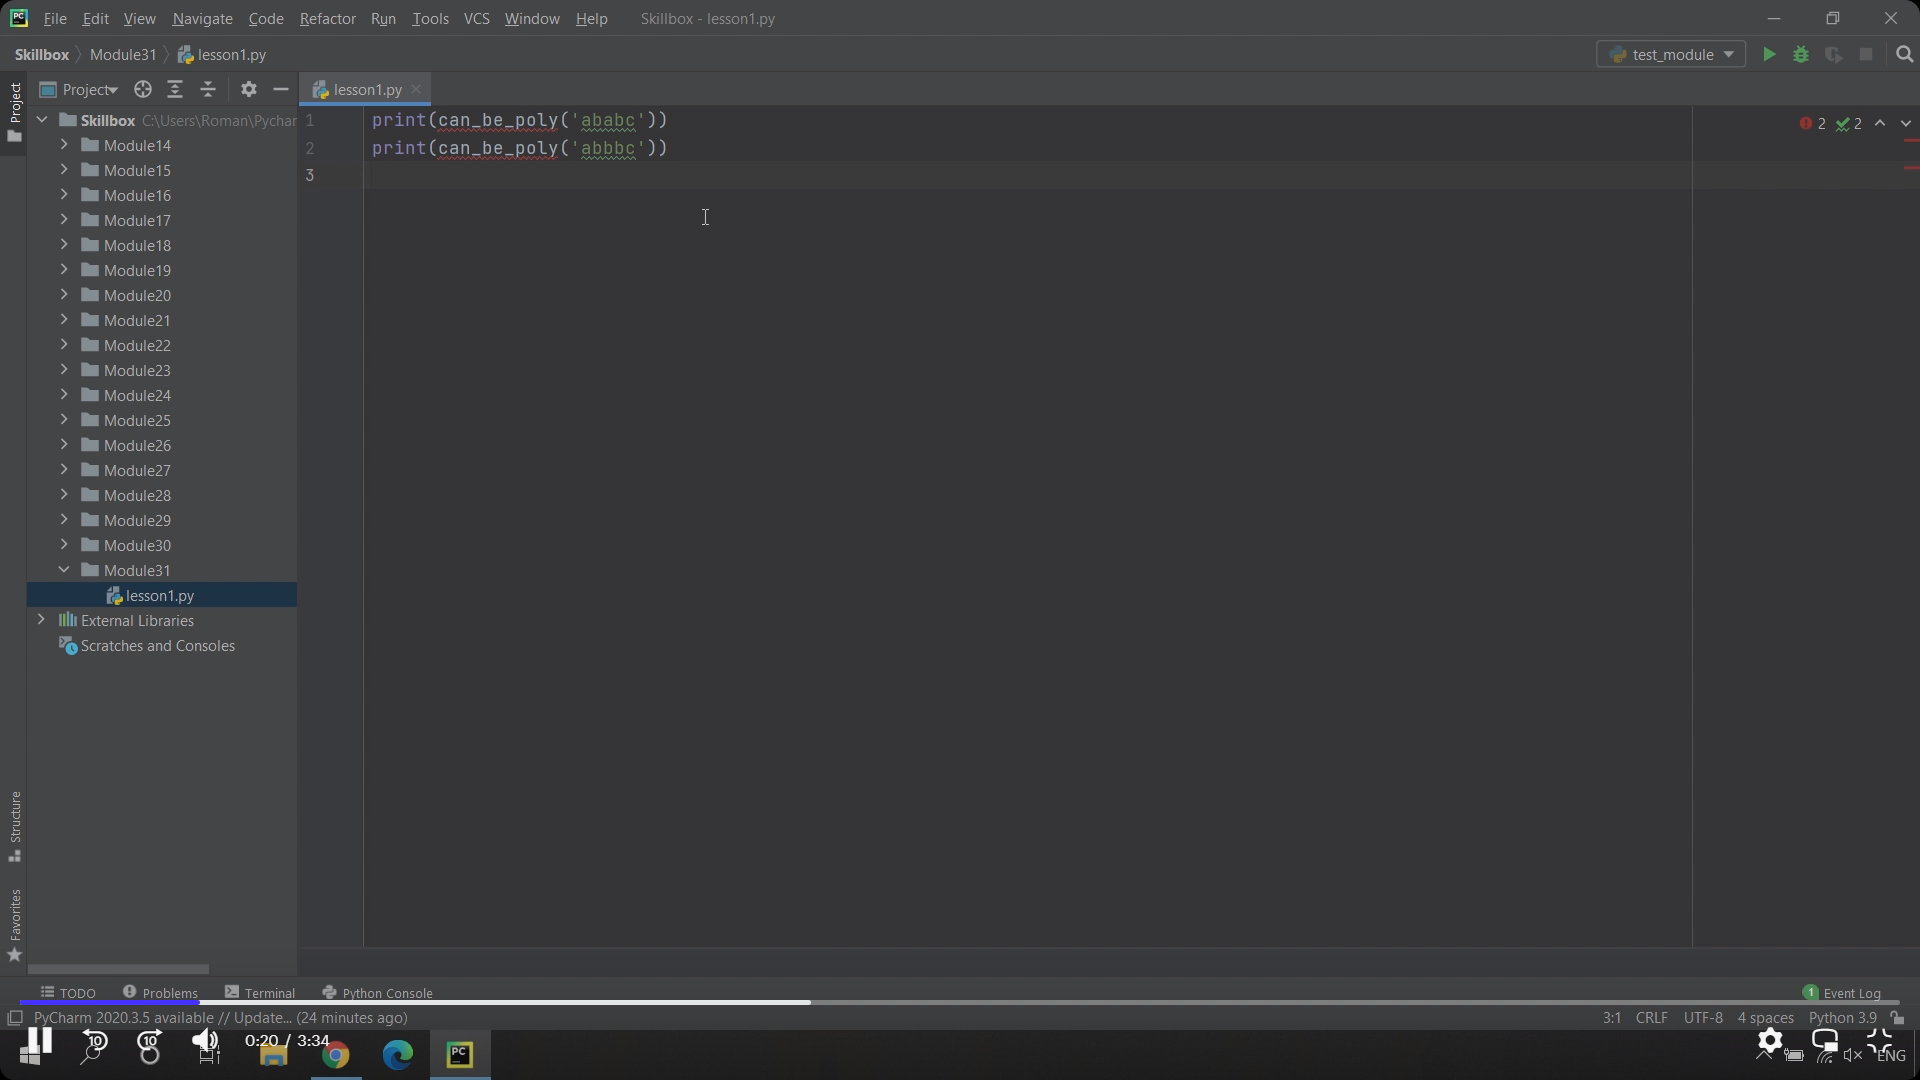 File Edit View Navigate Code Refactor Run Tools VCS Window Help Skillbox - lesson1.py
Skillbox Module31 lesson1.py test_module
Project lesson1.py
Project
Skillbox C:\Users\Roman\Pychar
Module14
Module15
Module16
Module17
Module18
Module19
Module20
Module21
Module22
Module23
Module24
Module25
Module26
Module27
Module28
Module29
Module30
Module31
lesson1.py
External Libraries
Scratches and Consoles
1 print(can_be_poly('ababc'))
2 print(can_be_poly('abbbc'))
3
2 2
Structure
Favorites
TODO Problems Terminal Python Console 1 Event Log
PyCharm 2020.3.5 available // Update... (24 minutes ago) 3:1 CRLF UTF-8 4 spaces Python 3.9
10 10 0:20 / 3:34 PC ENG